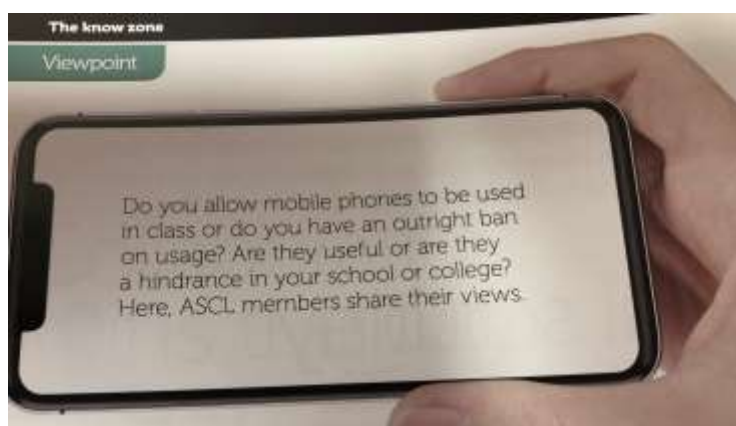 The know zone
Viewpoint
Do you allow mobile phones to be used
in class or do you have an outright ban
on usage? Are they useful or are they
a hindrance in your school or college?
Here, ASCL members share their views.